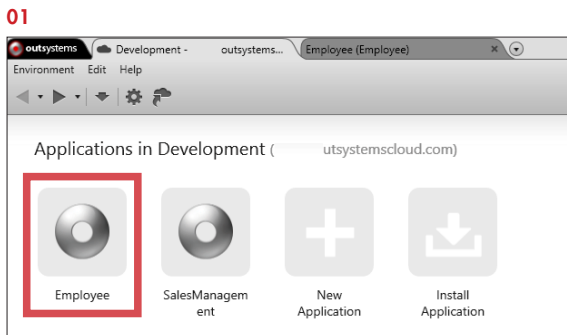 01
outsystems Development - outsystems... Employee (Employee) ×
Environment Edit Help
Applications in Development ( utsystemscloud.com)
Employee
SalesManagem
ent
New
Application
Install
Application